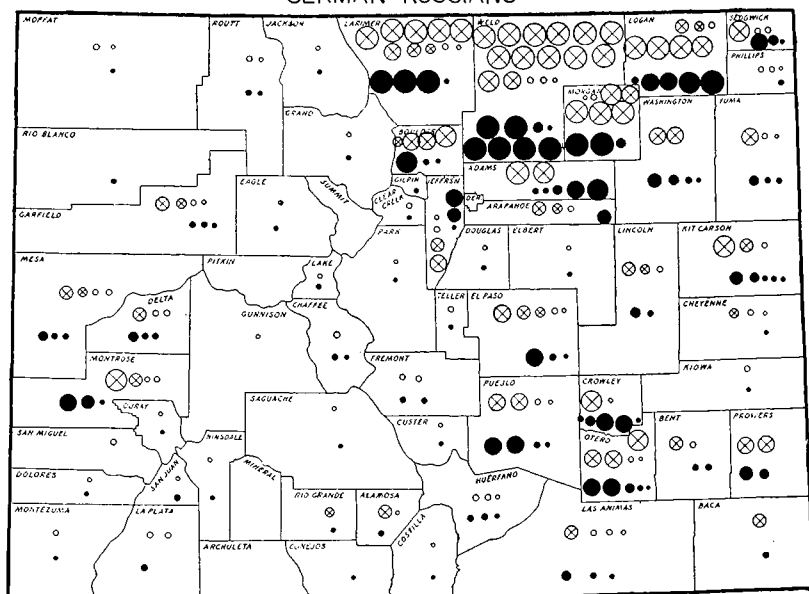 GERMAN RUSSIANS
MOFFAT
ROUTT
JACKSON
LARIMER
WELD
LOGAN
SEDGWICK
PHILLIPS
MORGAN
WASHINGTON
YUMA
GRAND
RIO BLANCO
BOULDER
ADAMS
GILPIN
JEFFRSN
EAGLE
SUMMIT
CLEAR CREEK
DEN
ARAPAHOE
GARFIELD
PARK
DOUGLAS
ELBERT
LINCOLN
KIT CARSON
MESA
PITKIN
LAKE
DELTA
GUNNISON
CHAFFEE
TELLER
EL PASO
CHEYENNE
MONTROSE
FREMONT
KIOWA
PUEBLO
CROWLEY
OURAY
SAGUACHE
CUSTER
BENT
PROWERS
SAN MIGUEL
HINSDALE
OTERO
DOLORES
SAN JUAN
MINERAL
RIO GRANDE
ALAMOSA
HUERFANO
MONTEZUMA
LA PLATA
COSTILLA
LAS ANIMAS
BACA
ARCHULETA
CONEJOS